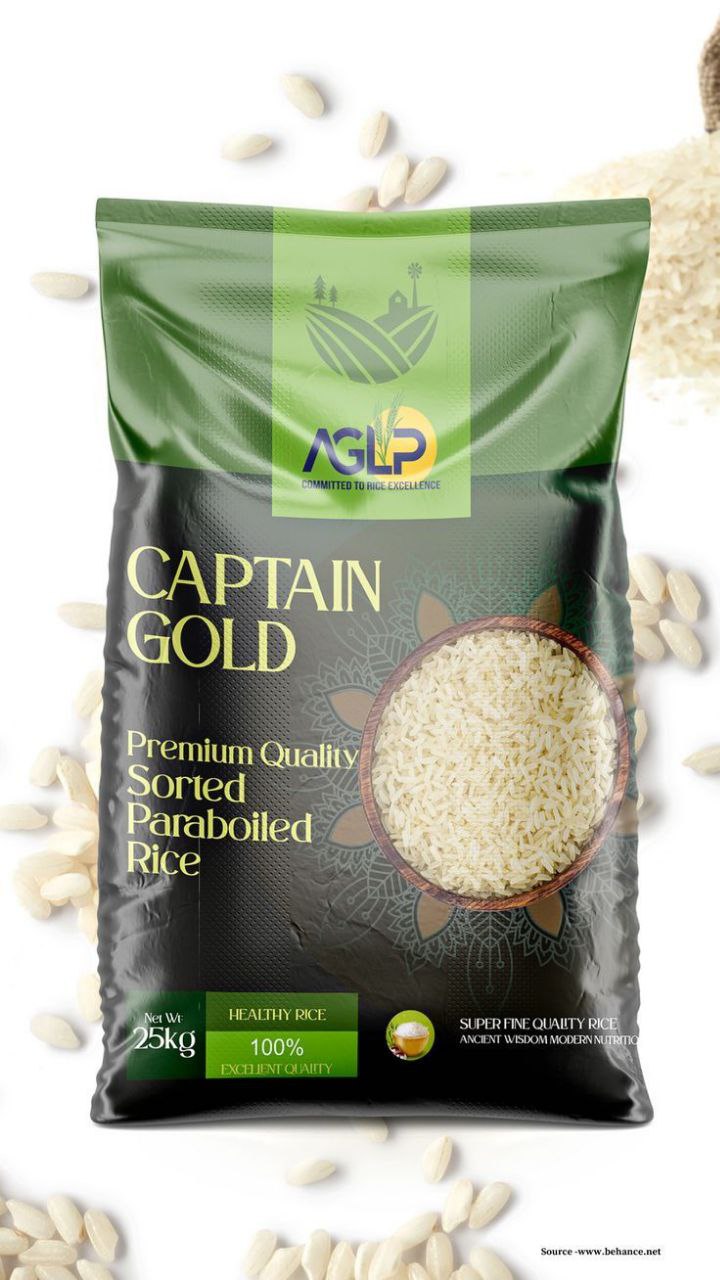 AGLP
COMMITTED TO RICE EXCELLENCE
CAPTAIN
GOLD
Premium Quality
Sorted
Paraboiled
Rice
Net Wt:
25kg
HEALTHY RICE
100%
EXCELLENT QUALITY
SUPER FINE QUALITY RICE
ANCIENT WISDOM MODERN NUTRITIO
Source -www.behance.net